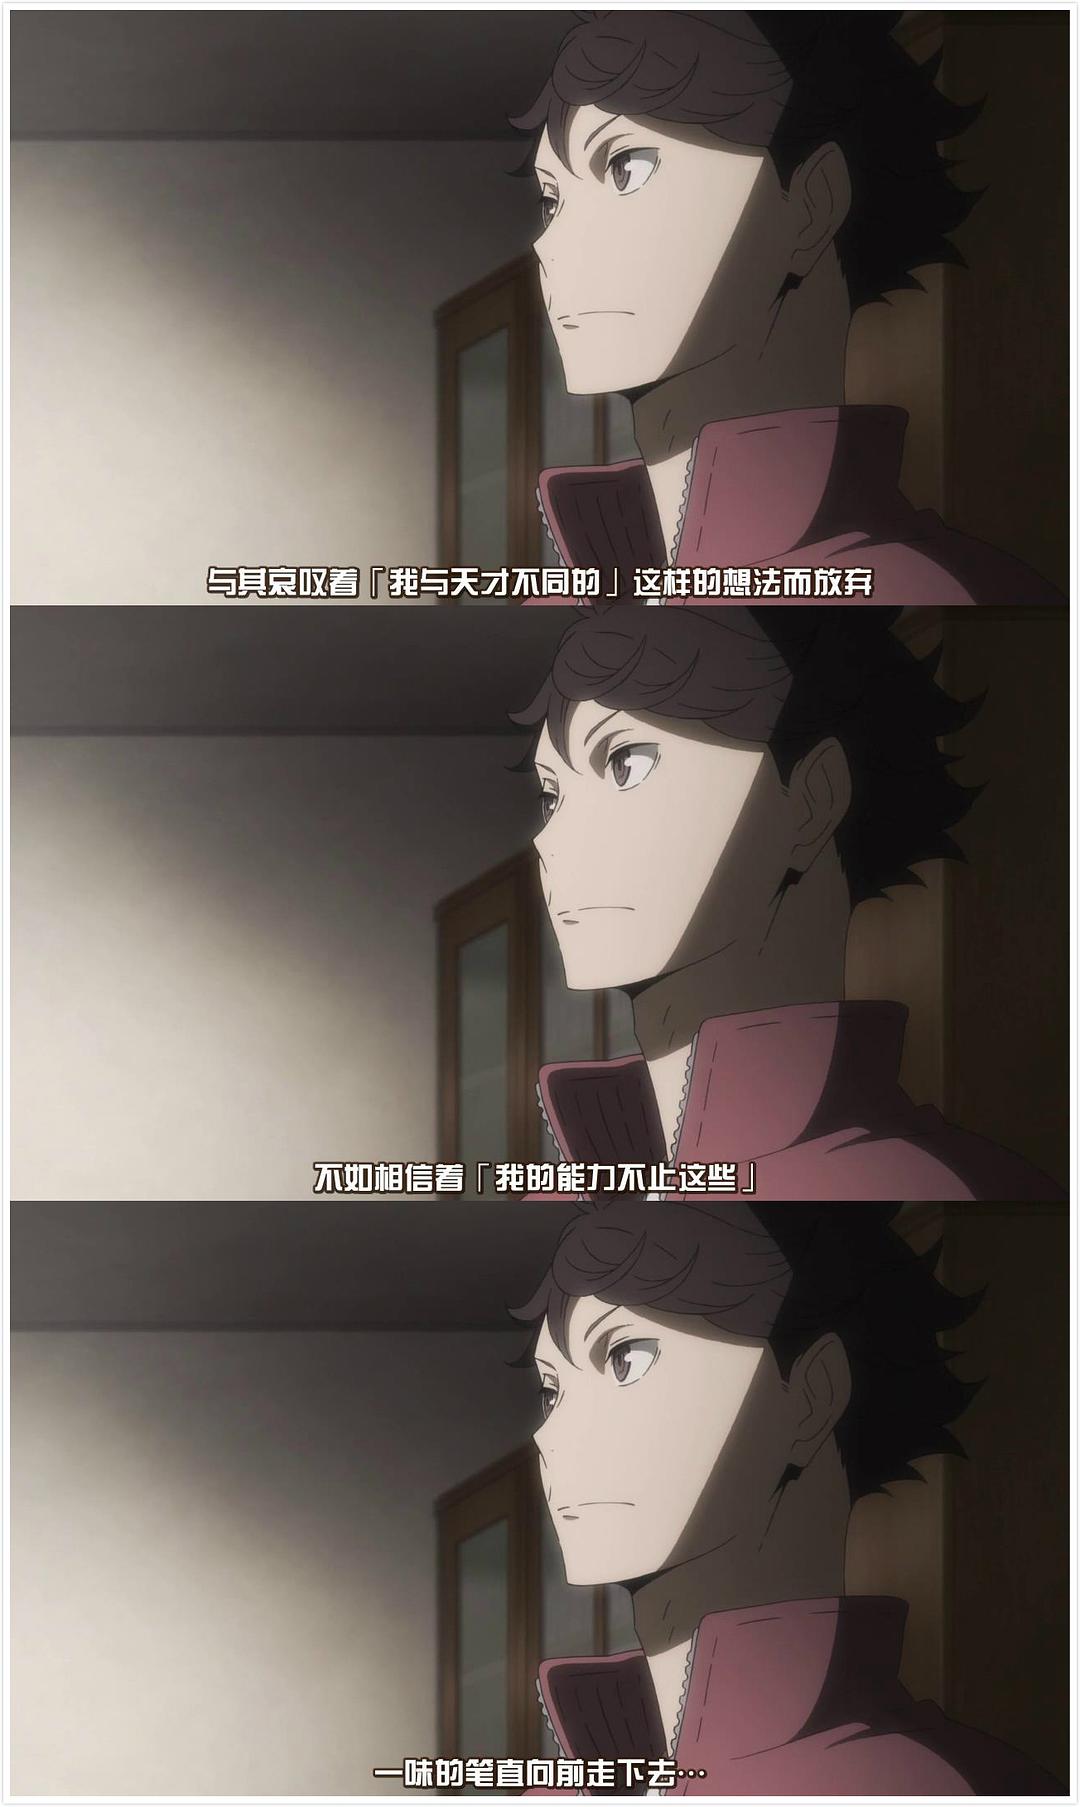 与其哀叹着「我与天才不同的」这样的想法而放弃
不如相信着「我的能力不止这些」
一味的笔直向前走下去…